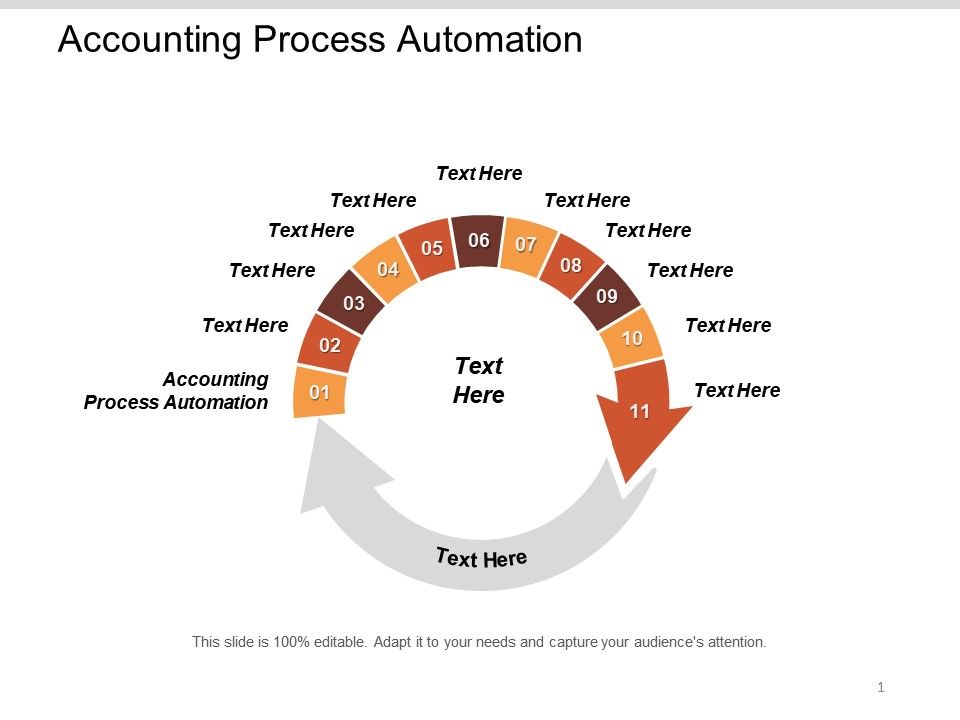 Accounting Process Automation
Text Here
Text Here
Text Here
Text Here
Text Here
Text Here
Text Here
Text Here
Text Here
Text Here
Accounting
Process Automation
01
02
03
04
05
06
07
08
09
10
11
Text
Here
Text Here
This slide is 100% editable. Adapt it to your needs and capture your audience's attention.
1